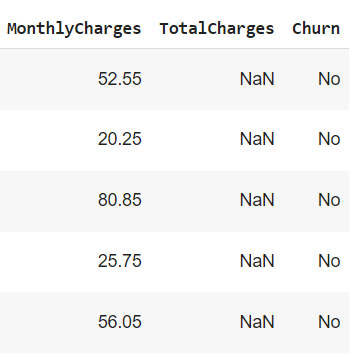 MonthlyCharges TotalCharges Churn
52.55 NaN No
20.25 NaN No
80.85 NaN No
25.75 NaN No
56.05 NaN No